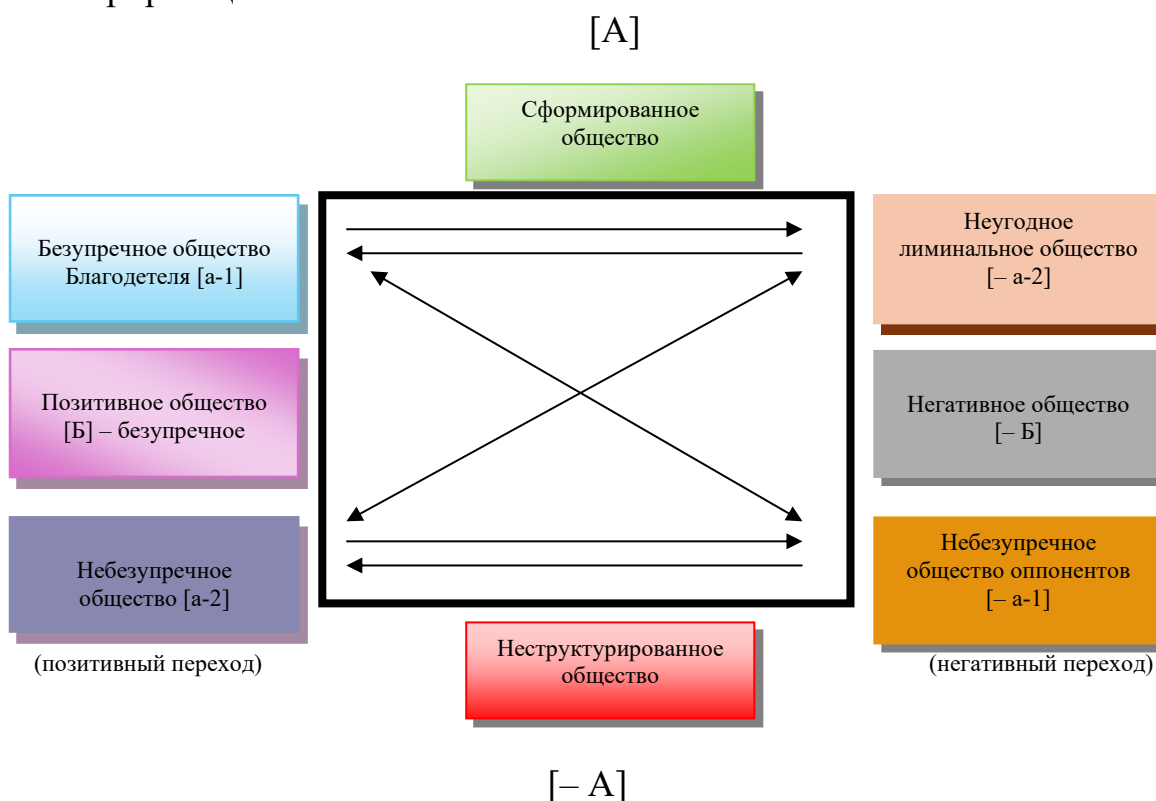 [А]
Сформированное
общество
Безупречное общество
Благодетеля [а-1]
Неугодное
лиминальное общество
[– а-2]
Позитивное общество
[Б] – безупречное
Негативное общество
[– Б]
Небезупречное
общество [а-2]
Небезупречное
общество оппонентов
[– а-1]
(позитивный переход)
(негативный переход)
Неструктурированное
общество
[– А]